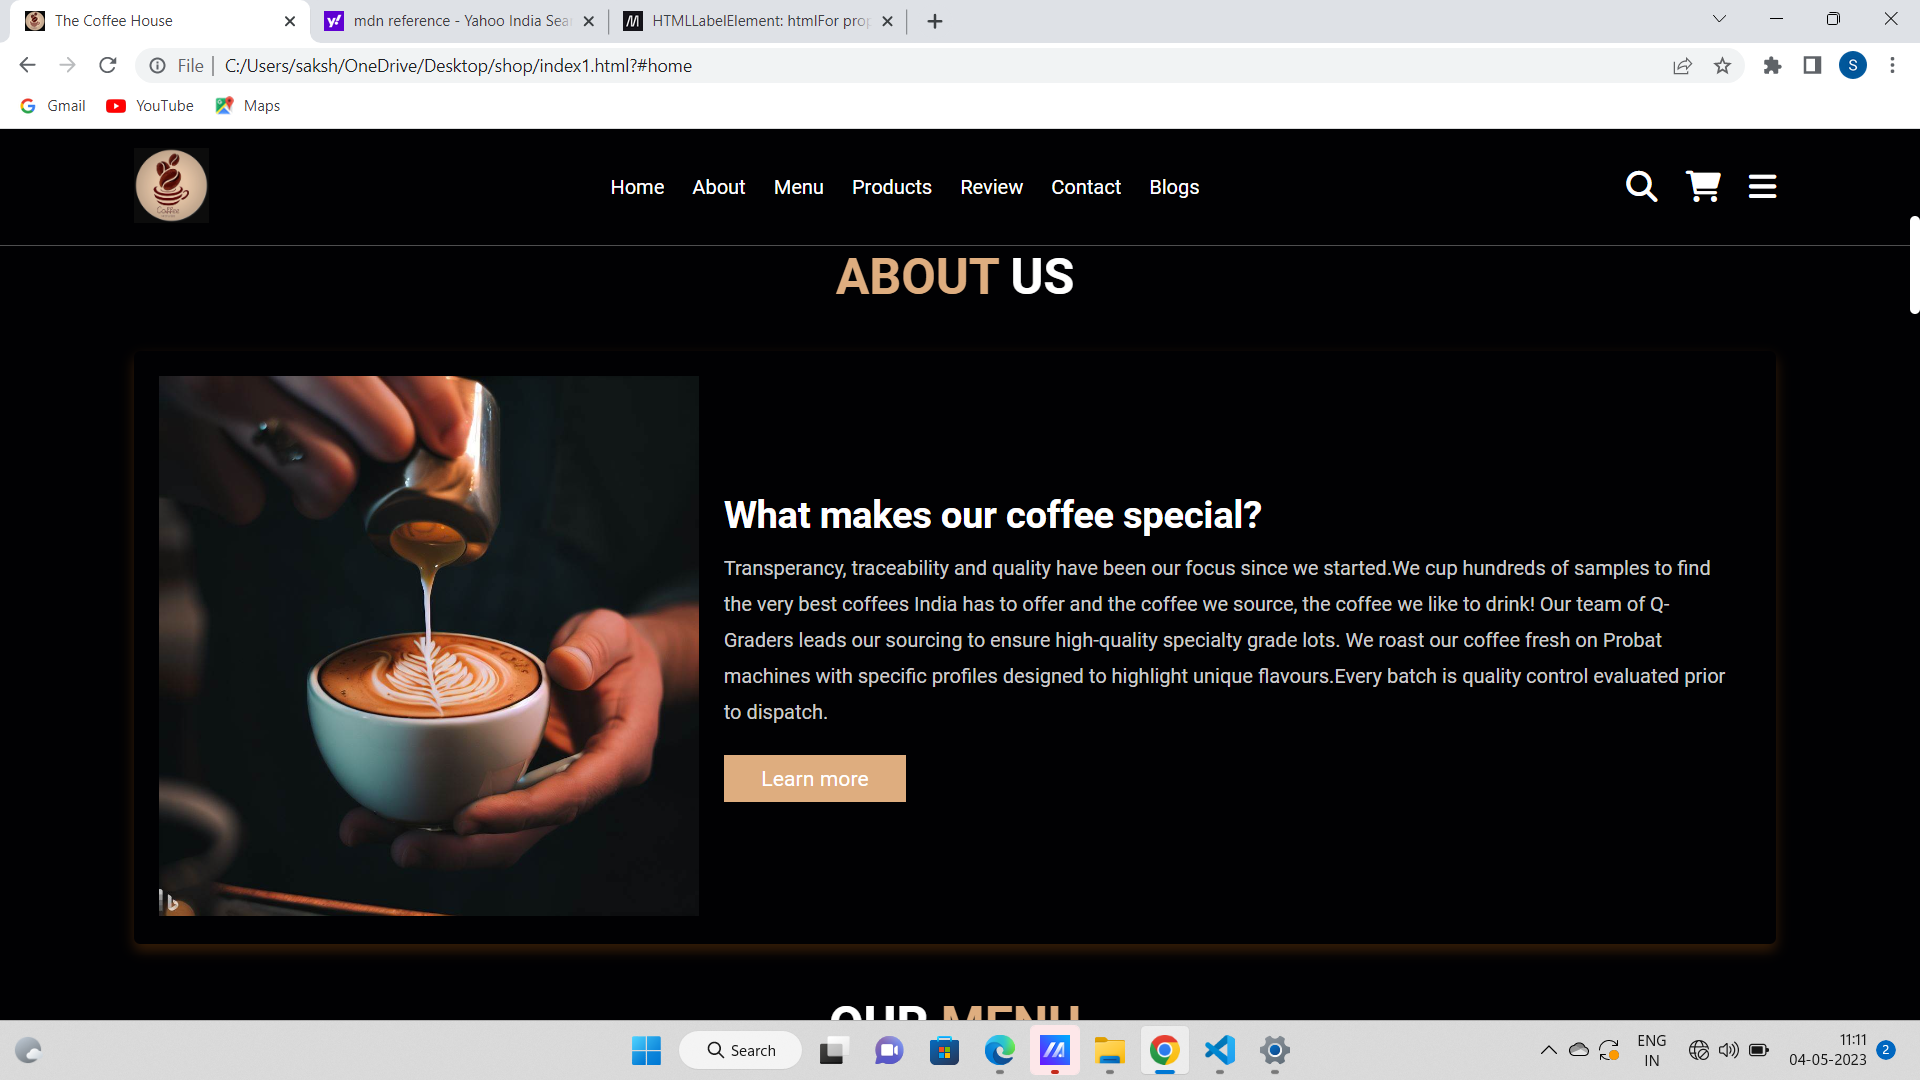 The Coffee House
mdn reference - Yahoo India Sea
HTMLLabelElement: htmlFor prop
File
C:/Users/saksh/OneDrive/Desktop/shop/index1.html?#home
S
Gmail
YouTube
Maps
Coffee
Home About Menu Products Review Contact Blogs
ABOUT US
What makes our coffee special?
Transperancy, traceability and quality have been our focus since we started.We cup hundreds of samples to find
the very best coffees India has to offer and the coffee we source, the coffee we like to drink! Our team of Q-
Graders leads our sourcing to ensure high-quality specialty grade lots. We roast our coffee fresh on Probat
machines with specific profiles designed to highlight unique flavours.Every batch is quality control evaluated prior
to dispatch.
Learn more
OUR MENU
Search
ENG
IN
11:11
04-05-2023
2